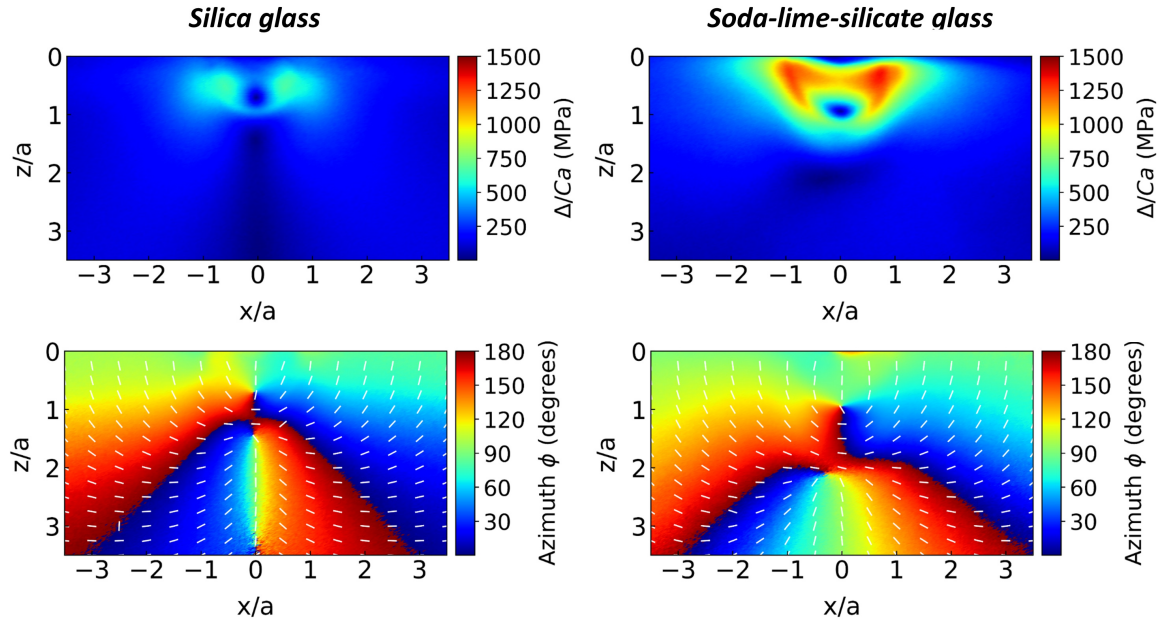 Silica glass
Soda-lime-silicate glass
0
1
2
3
z/a
−3 −2 −1 0 1 2 3
x/a
1500
1250
1000
750
500
250
Δ/Ca (MPa)
0
1
2
3
z/a
−3 −2 −1 0 1 2 3
x/a
1500
1250
1000
750
500
250
Δ/Ca (MPa)
0
1
2
3
z/a
−3 −2 −1 0 1 2 3
x/a
180
150
120
90
60
30
Azimuth ϕ (degrees)
0
1
2
3
z/a
−3 −2 −1 0 1 2 3
x/a
180
150
120
90
60
30
Azimuth ϕ (degrees)